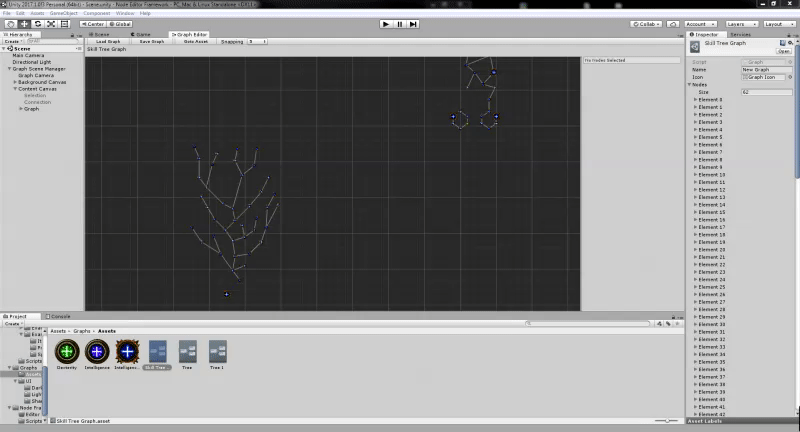 Unity 2017.1.0f3 Personal (64bit) - Scene.unity - Node Editor Framework - PC, Mac & Linux Standalone <DX11>
File Edit Assets GameObject Component Window Help
Center Global Collab Account Layers Layout
Hierarchy
Create
Scene
Main Camera
Directional Light
Graph Scene Manager
Graph Camera
Background Canvas
Content Canvas
Selection
Connection
Graph
Scene Game Graph Editor
Load Graph Save Graph Goto Asset Snapping
Skill Tree Graph
No Nodes Selected
Inspector Services
Skill Tree Graph
Open
Script Graph
Name New Graph
Icon Graph Icon
Nodes
Size 62
Element 0
Element 1
Element 2
Element 3
Element 4
Element 5
Element 6
Element 7
Element 8
Element 9
Element 10
Element 11
Element 12
Element 13
Element 14
Element 15
Element 16
Element 17
Element 18
Element 19
Element 20
Element 21
Element 22
Element 23
Element 24
Element 25
Element 26
Element 27
Element 28
Element 29
Element 30
Element 31
Element 32
Element 33
Element 34
Element 35
Element 36
Element 37
Element 38
Element 39
Element 40
Element 41
Element 42
Asset Labels
Project Console
Create
Scripts
Graphs
Assets
UI
Dar
Ligh
Sha
Node Fra
Editor
Scripts
Assets Graphs Assets
Dexterity Intelligence Intelligenc... Skill Tree ... Tree Tree 1
Skill Tree Graph.asset